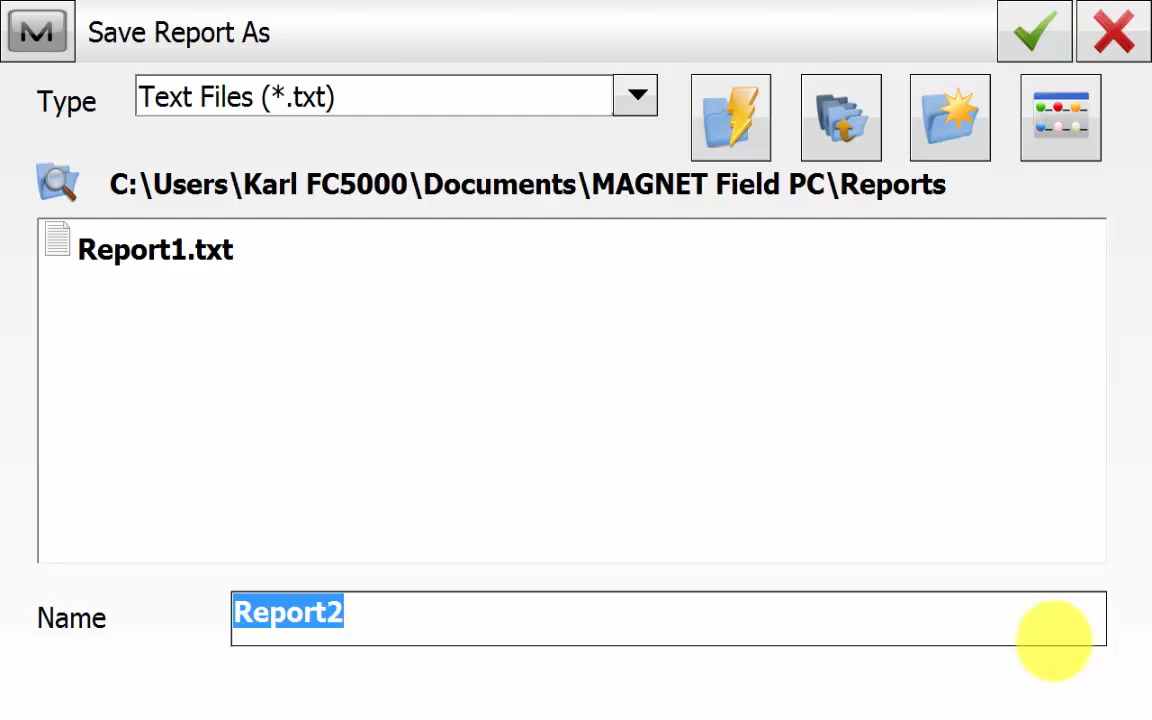 Save Report As
Type
Text Files (*.txt)
C:\Users\Karl FC5000\Documents\MAGNET Field PC\Reports
Report1.txt
Name
Report2